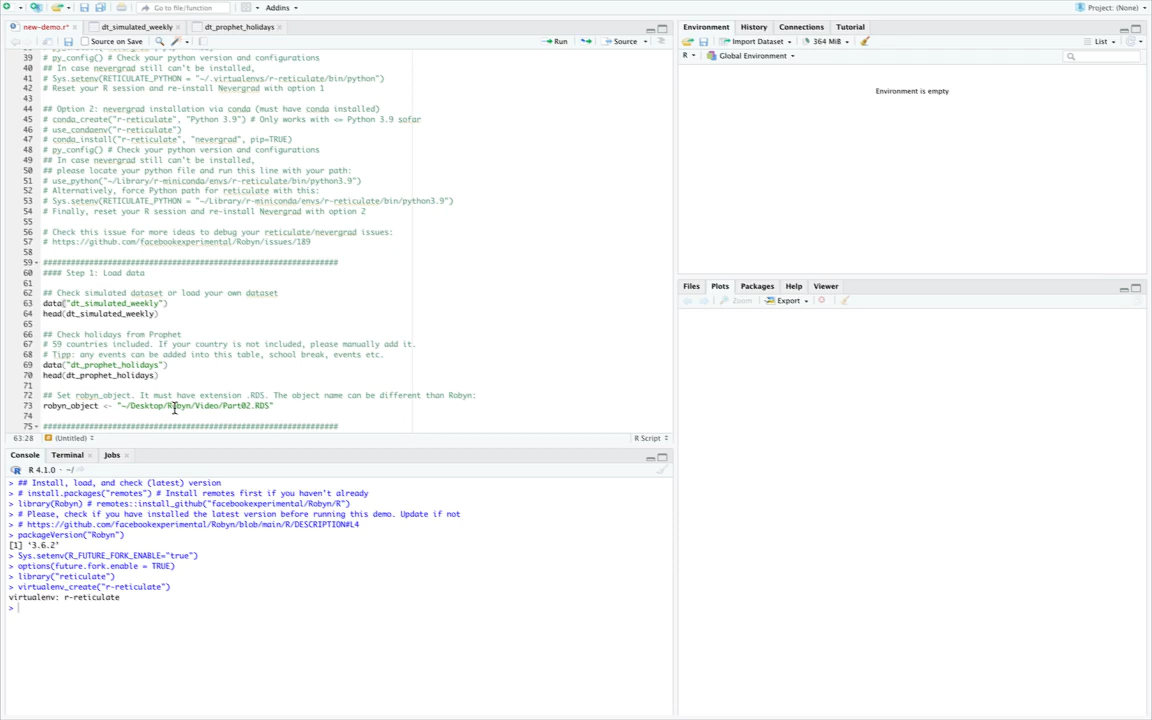 Go to file/function
Addins
Project: (None)
new-demo.r*
dt_simulated_weekly
dt_prophet_holidays
Source on Save
Run
Source
39 # py_config() # Check your python version and configurations
40 ## In case nevergrad still can't be installed,
41 # Sys.setenv(RETICULATE_PYTHON = "~/.virtualenvs/r-reticulate/bin/python")
42 # Reset your R session and re-install Nevergrad with option 1
43
44 ## Option 2: nevergrad installation via conda (must have conda installed)
45 # conda_create("r-reticulate", "Python 3.9") # Only works with <= Python 3.9 sofar
46 # use_condaenv("r-reticulate")
47 # conda_install("r-reticulate", "nevergrad", pip=TRUE)
48 # py_config() # Check your python version and configurations
49 ## In case nevergrad still can't be installed,
50 ## please locate your python file and run this line with your path:
51 # use_python("~/Library/r-miniconda/envs/r-reticulate/bin/python3.9")
52 # Alternatively, force Python path for reticulate with this:
53 # Sys.setenv(RETICULATE_PYTHON = "~/Library/r-miniconda/envs/r-reticulate/bin/python3.9")
54 # Finally, reset your R session and re-install Nevergrad with option 2
55
56 # Check this issue for more ideas to debug your reticulate/nevergrad issues:
57 # https://github.com/facebookexperimental/Robyn/issues/189
58
59 ################################################################
60 #### Step 1: Load data
61
62 ## Check simulated dataset or load your own dataset
63 data("dt_simulated_weekly")
64 head(dt_simulated_weekly)
65
66 ## Check holidays from Prophet
67 # 59 countries included. If your country is not included, please manually add it.
68 # Tipp: any events can be added into this table, school break, events etc.
69 data("dt_prophet_holidays")
70 head(dt_prophet_holidays)
71
72 ## Set robyn_object. It must have extension .RDS. The object name can be different than Robyn:
73 robyn_object <- "~/Desktop/Robyn/Video/Part02.RDS"
74
75 ################################################################
63:28 (Untitled) R Script
Console Terminal Jobs
R 4.1.0 · ~/
> ## Install, load, and check (latest) version
> # install.packages("remotes") # Install remotes first if you haven't already
> library(Robyn) # remotes::install_github("facebookexperimental/Robyn/R")
> # Please, check if you have installed the latest version before running this demo. Update if not
> # https://github.com/facebookexperimental/Robyn/blob/main/R/DESCRIPTION#L4
> packageVersion("Robyn")
[1] '3.6.2'
> Sys.setenv(R_FUTURE_FORK_ENABLE="true")
> options(future.fork.enable = TRUE)
> library("reticulate")
> virtualenv_create("r-reticulate")
virtualenv: r-reticulate
>
Environment History Connections Tutorial
Import Dataset 364 MiB List
R Global Environment
Environment is empty
Files Plots Packages Help Viewer
Zoom Export